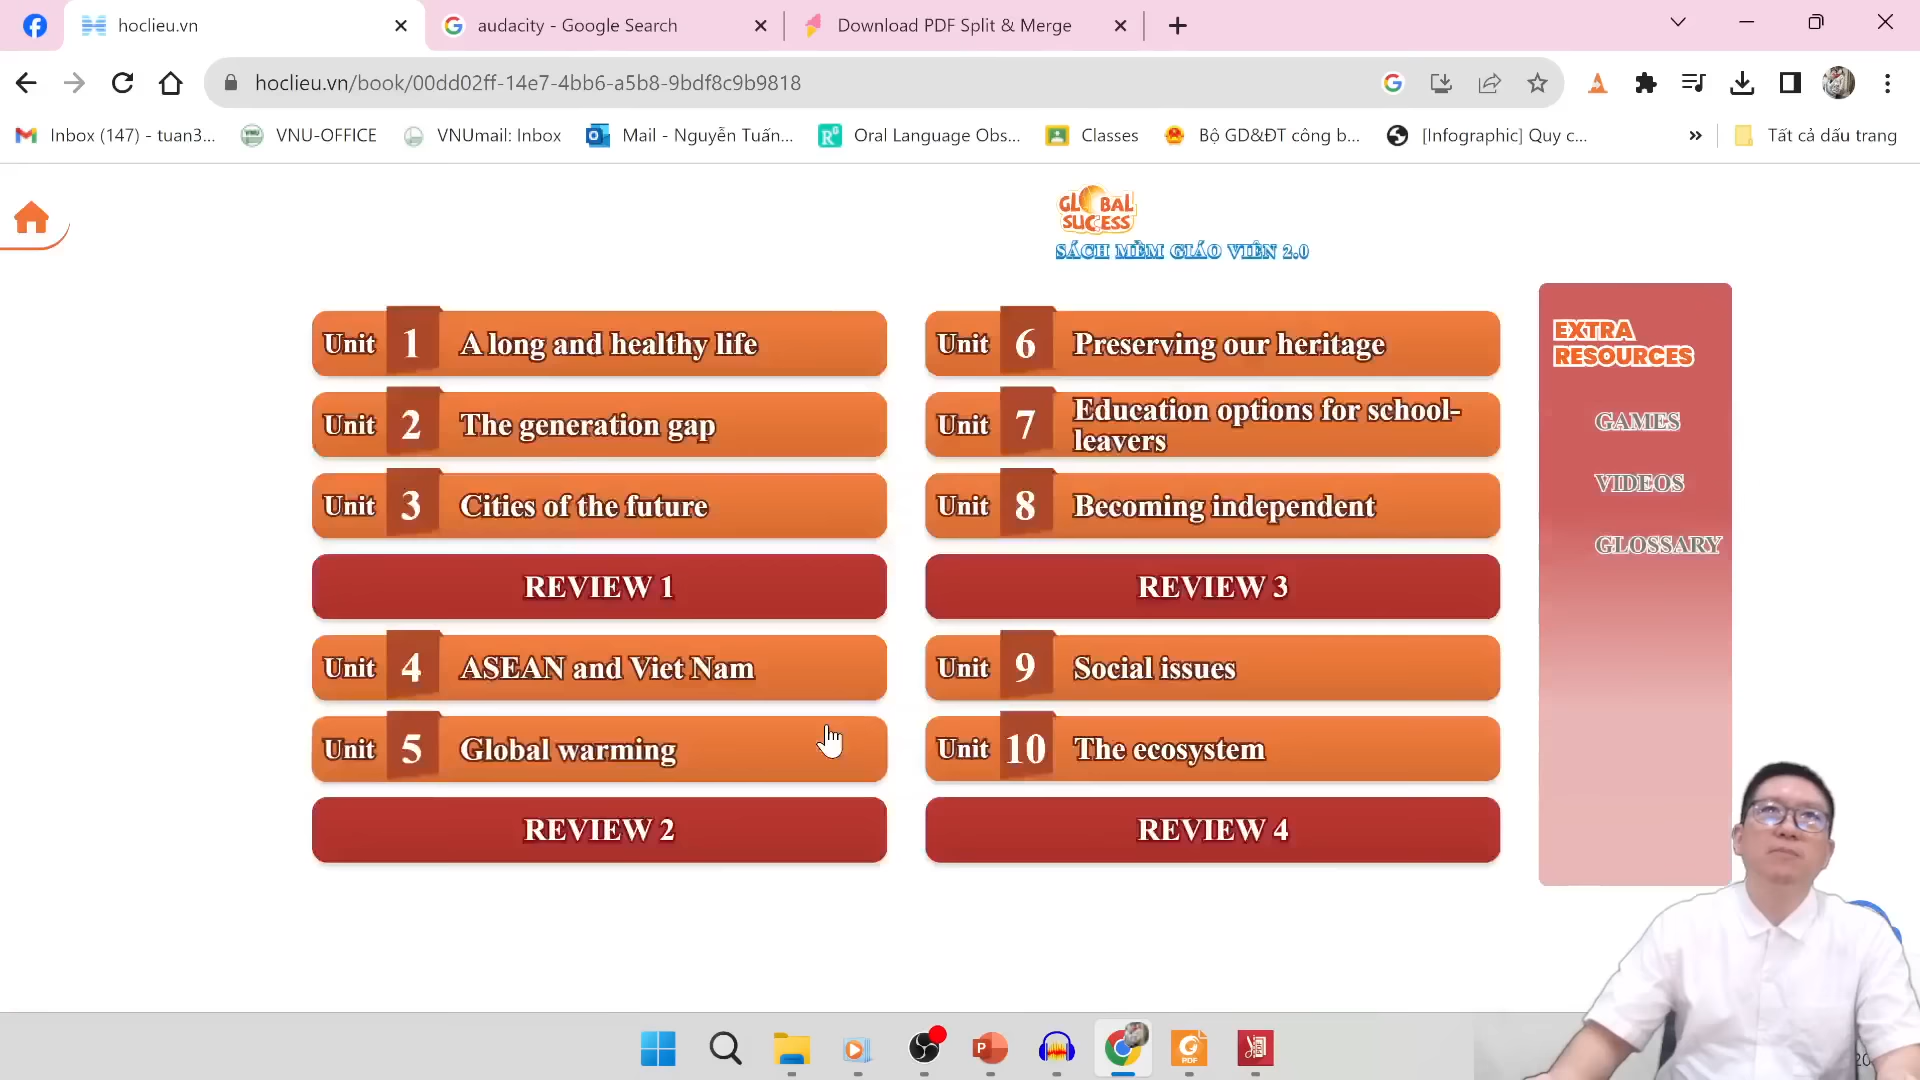 hoclieu.vn
audacity - Google Search
Download PDF Split & Merge
hoclieu.vn/book/00dd02ff-14e7-4bb6-a5b8-9bdf8c9b9818
Inbox (147) - tuan3...
VNU-OFFICE
VNUmail: Inbox
Mail - Nguyễn Tuấn...
Oral Language Obs...
Classes
Bộ GD&ĐT công b...
[Infographic] Quy c...
Tất cả dấu trang
GLOBAL
SUCCESS
SÁCH MỀM GIÁO VIÊN 2.0
Unit 1 A long and healthy life
Unit 2 The generation gap
Unit 3 Cities of the future
REVIEW 1
Unit 4 ASEAN and Viet Nam
Unit 5 Global warming
REVIEW 2
Unit 6 Preserving our heritage
Unit 7 Education options for school-
leavers
Unit 8 Becoming independent
REVIEW 3
Unit 9 Social issues
Unit 10 The ecosystem
REVIEW 4
EXTRA
RESOURCES
GAMES
VIDEOS
GLOSSARY